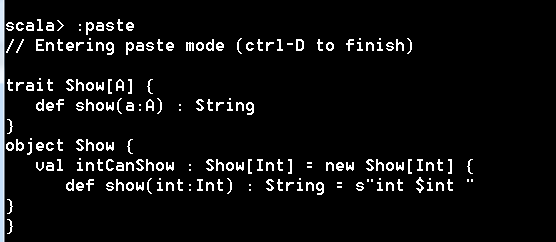 scala> :paste
// Entering paste mode (ctrl-D to finish)
trait Show[A] {
   def show(a:A) : String
}
object Show {
   val intCanShow : Show[Int] = new Show[Int] {
      def show(int:Int) : String = s"int $int "
}
}